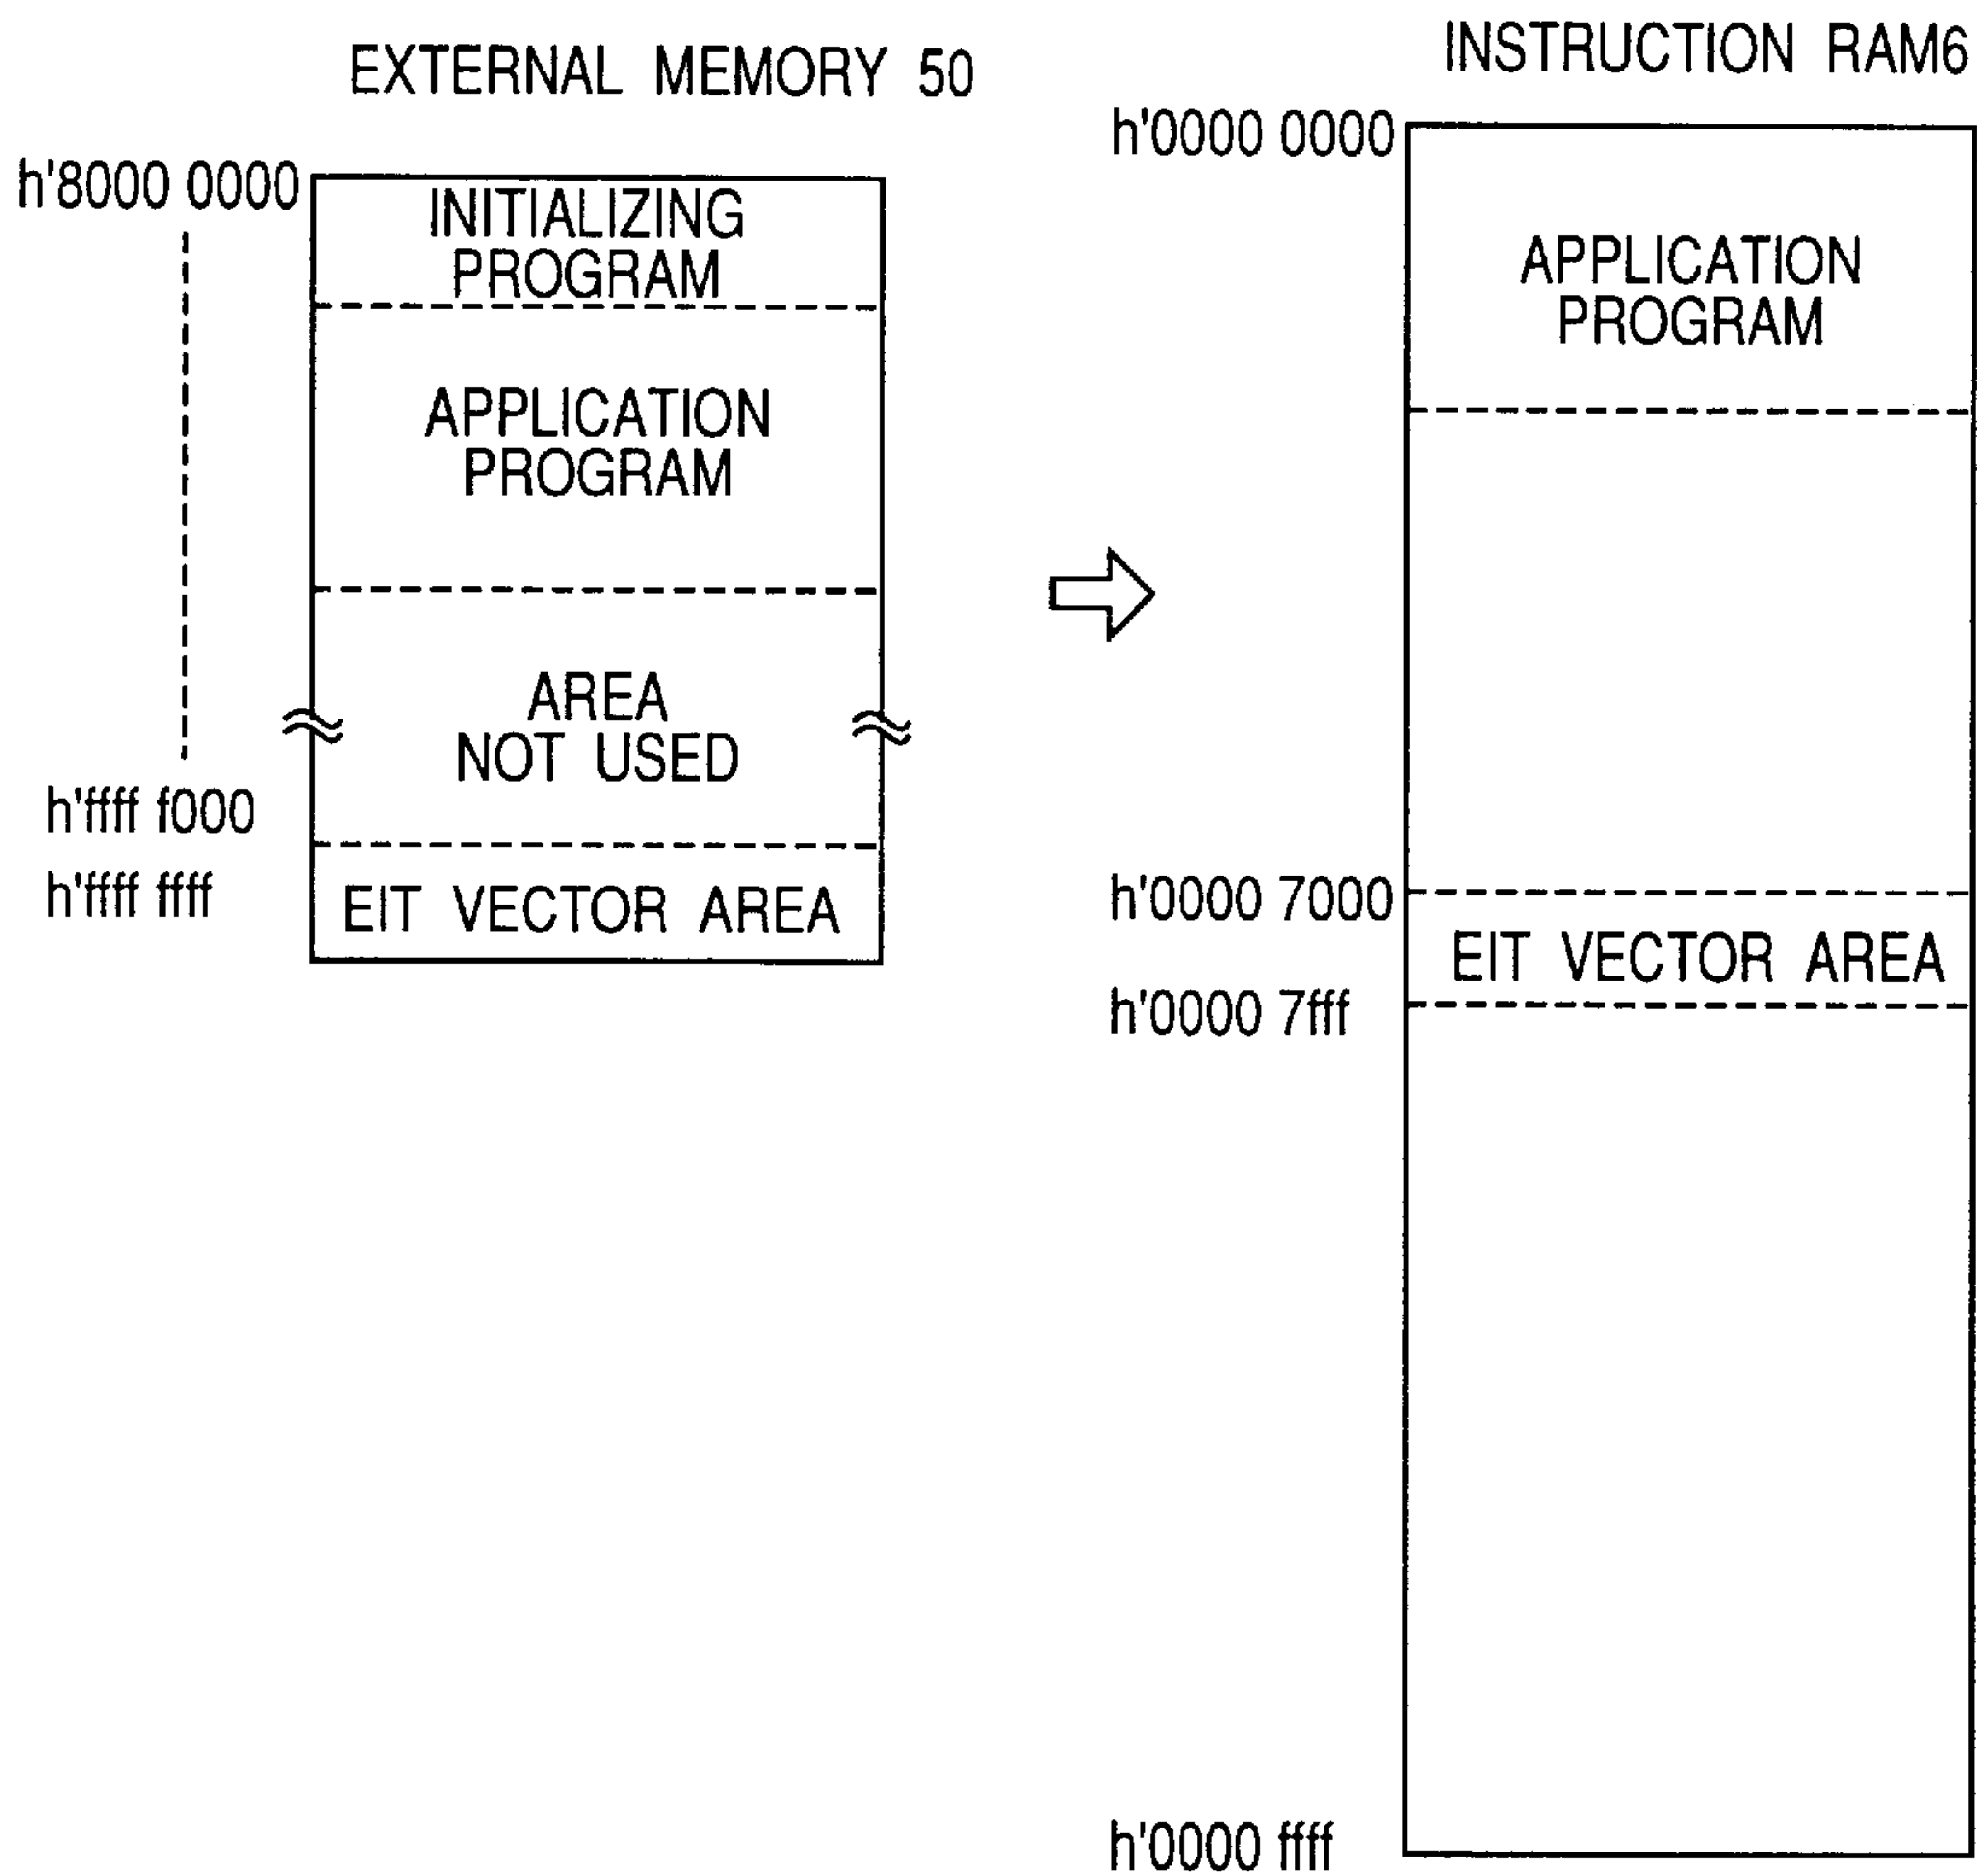 EXTERNAL MEMORY 50
h'8000 0000
INITIALIZING
PROGRAM
APPLICATION
PROGRAM
AREA
NOT USED
h'ffff f000
h'ffff ffff
EIT VECTOR AREA
INSTRUCTION RAM6
h'0000 0000
APPLICATION
PROGRAM
h'0000 7000
EIT VECTOR AREA
h'0000 7fff
h'0000 ffff